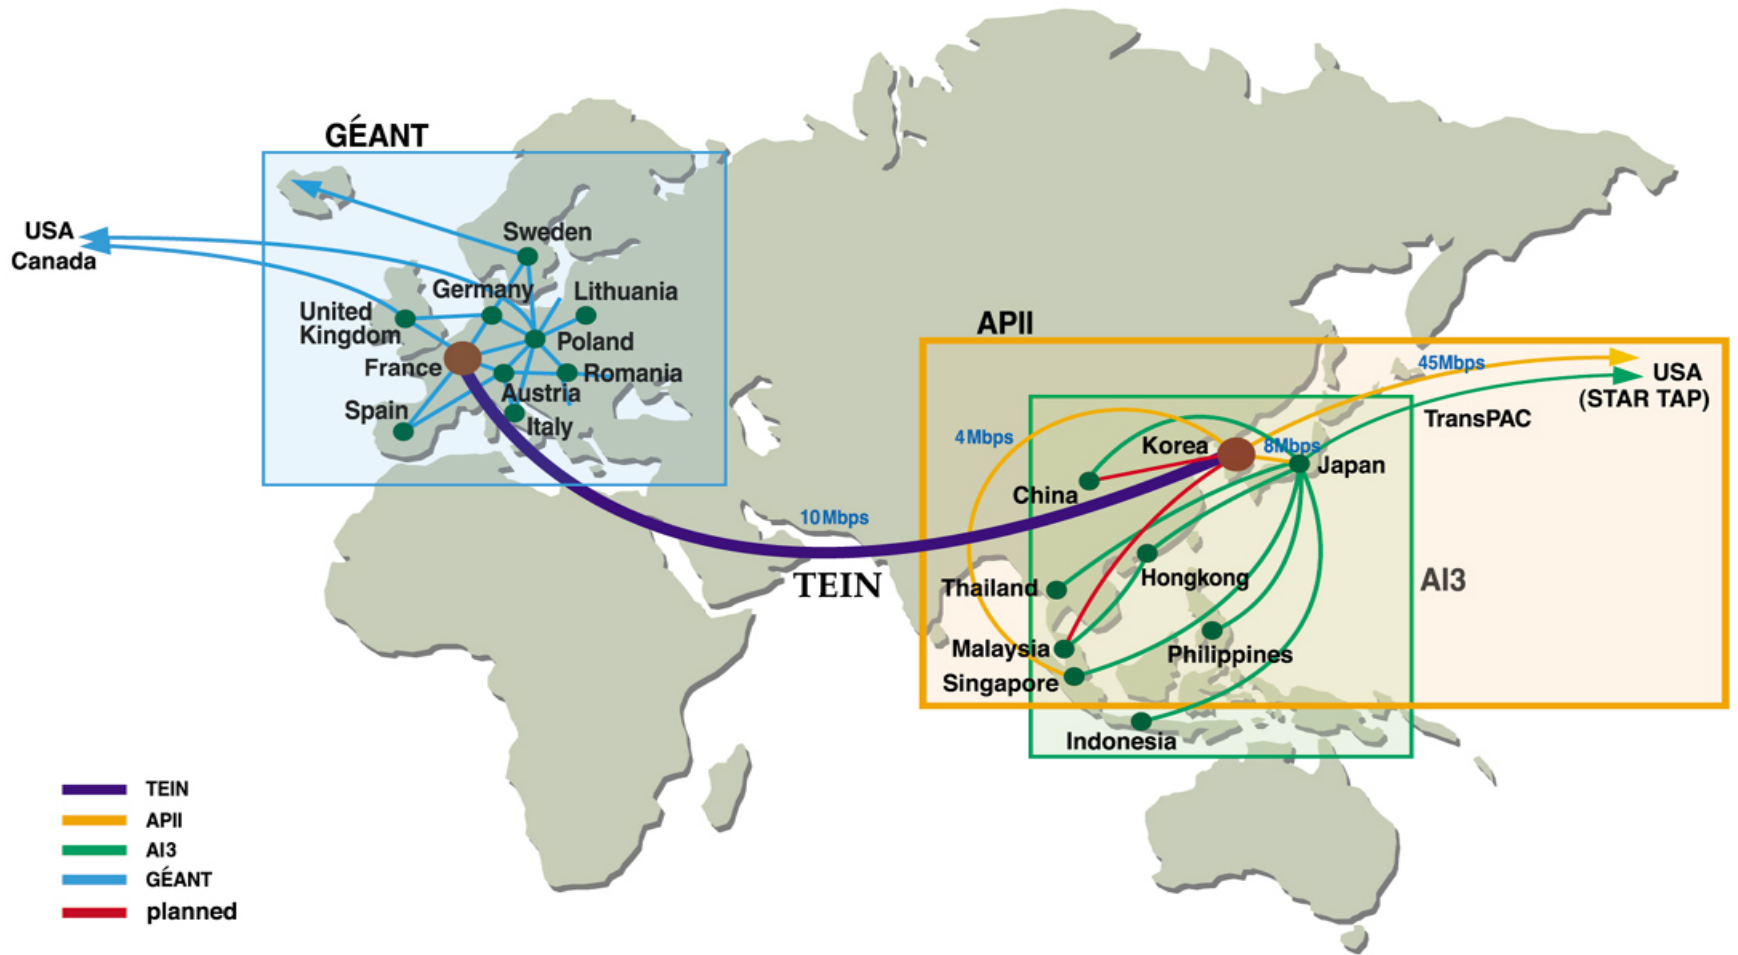 GÉANT
USA
Canada
Sweden
Germany
Lithuania
United
Kingdom
Poland
France
Romania
Austria
Spain
Italy
APII
45Mbps
USA
(STAR TAP)
TransPAC
4Mbps
Korea
8Mbps
Japan
China
10Mbps
TEIN
Hongkong
AI3
Thailand
Malaysia
Philippines
Singapore
Indonesia
TEIN
APII
AI3
GÉANT
planned